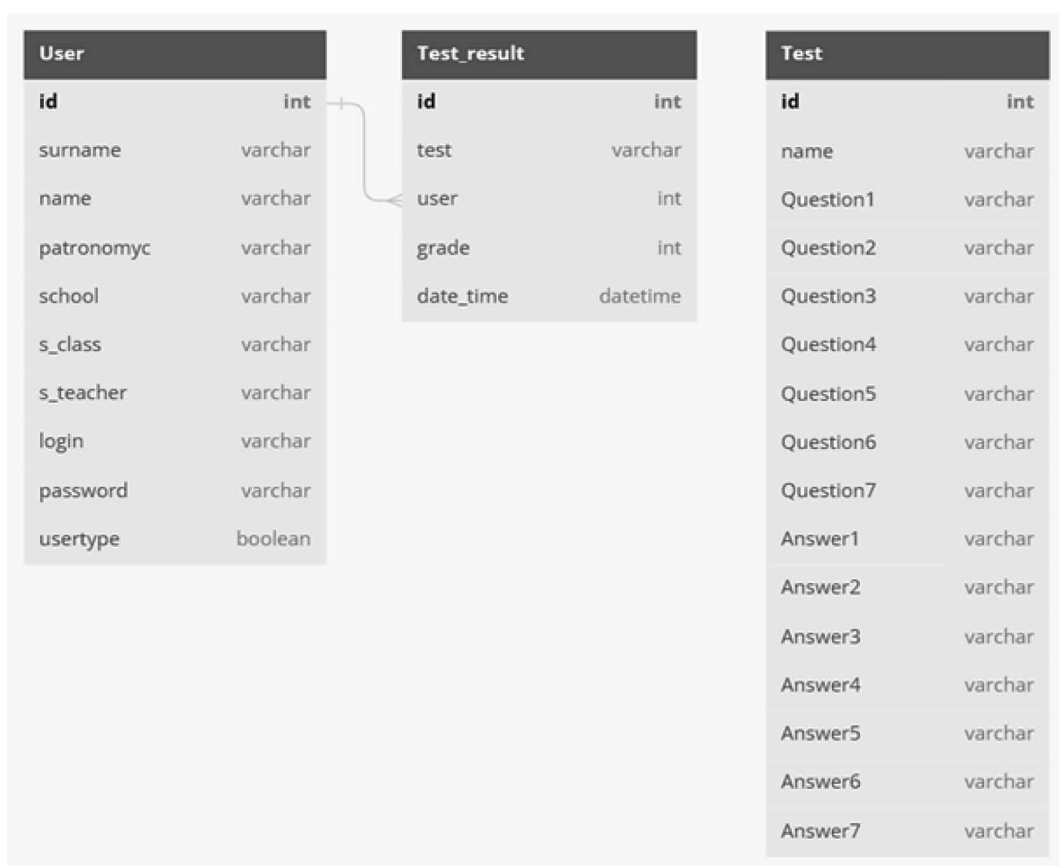 User
id int
surname varchar
name varchar
patronomyc varchar
school varchar
s_class varchar
s_teacher varchar
login varchar
password varchar
usertype boolean
Test_result
id int
test varchar
user int
grade int
date_time datetime
Test
id int
name varchar
Question1 varchar
Question2 varchar
Question3 varchar
Question4 varchar
Question5 varchar
Question6 varchar
Question7 varchar
Answer1 varchar
Answer2 varchar
Answer3 varchar
Answer4 varchar
Answer5 varchar
Answer6 varchar
Answer7 varchar